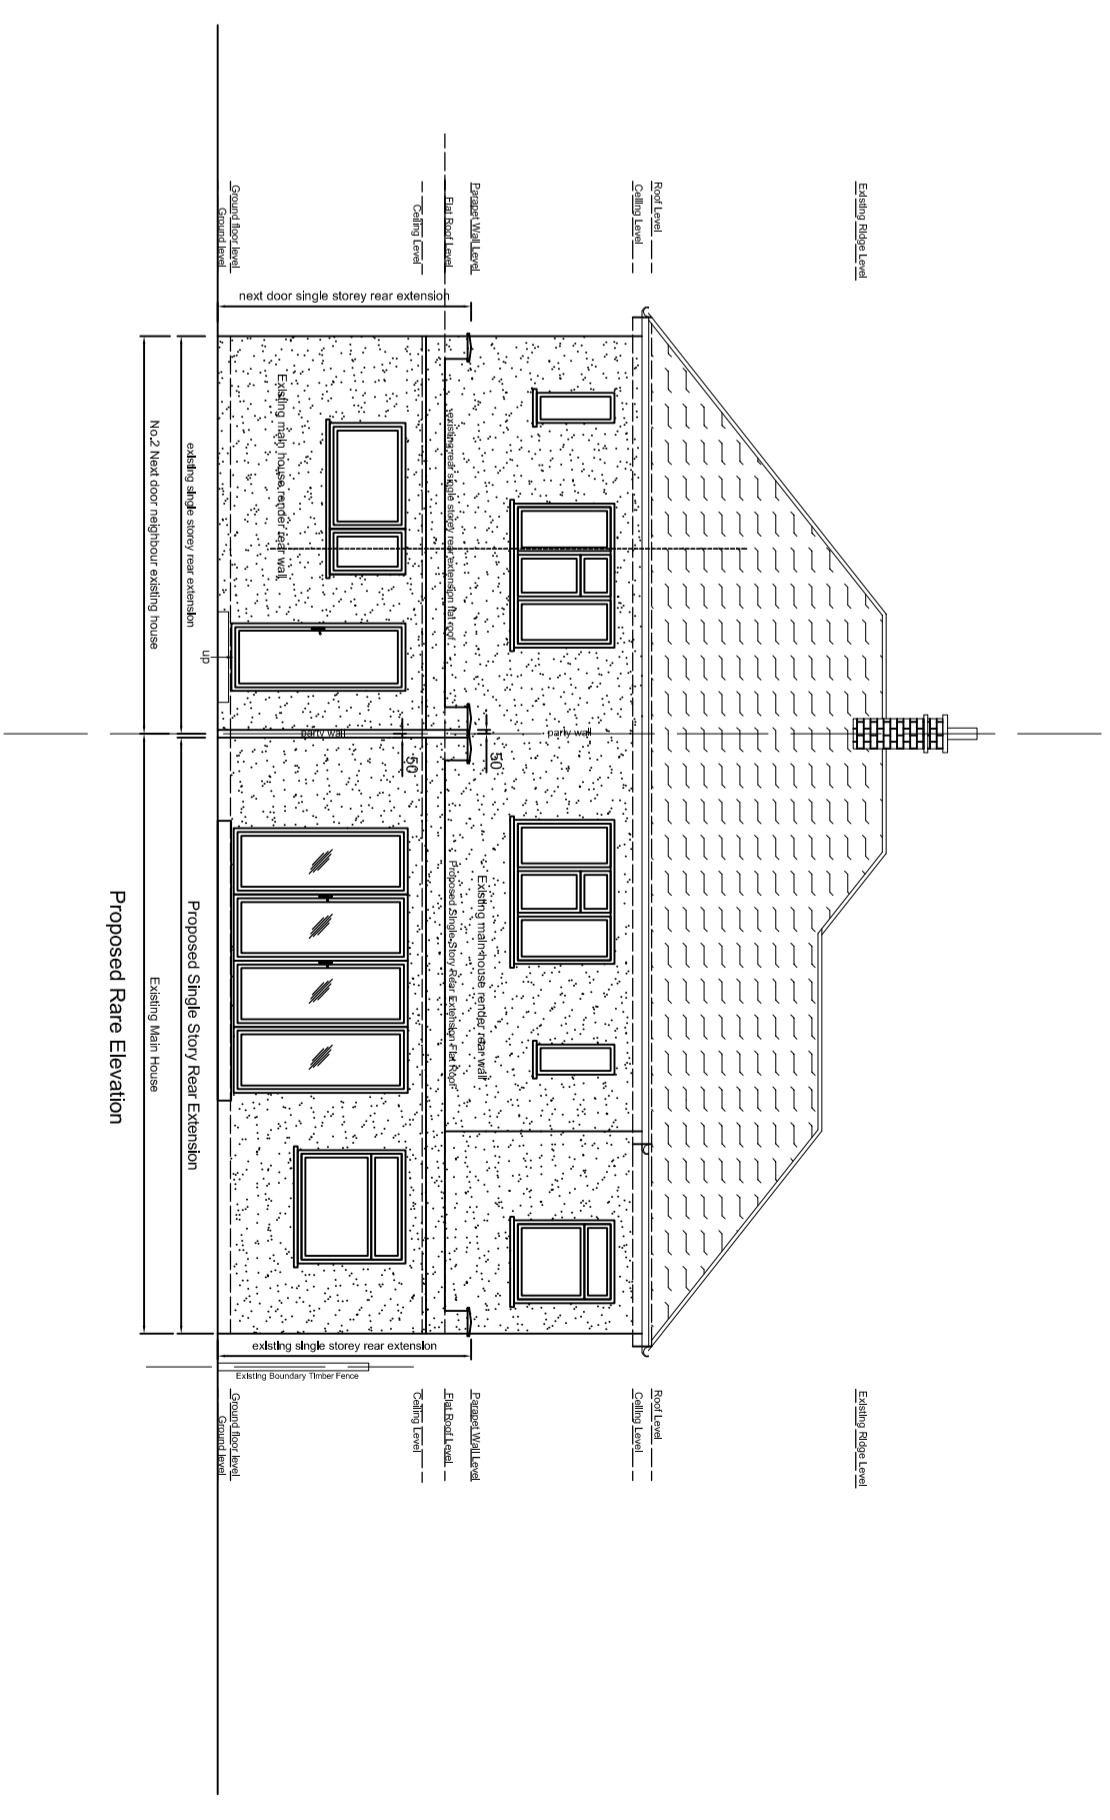 Existing Ridge Level
Existing Ridge Level
Roof Level
Ceiling Level
Roof Level
Ceiling Level
party wall
Parapet Wall Level
Flat Roof Level
Ceiling Level
Ground floor level
Ground level
Parapet Wall Level
Flat Roof Level
Ceiling Level
Ground floor level
Ground level
next door single storey rear extension
existing rear single storey rear extension flat roof
Existing main house render rear wall
50
50
party wall
Existing main house render rear wall
Proposed Single Story Rear Extension Flat Roof
up
existing single storey rear extension
Existing Boundary Timber Fence
existing single storey rear extension
Proposed Single Story Rear Extension
No.2 Next door neighbour existing house
Existing Main House
Proposed Rare Elevation